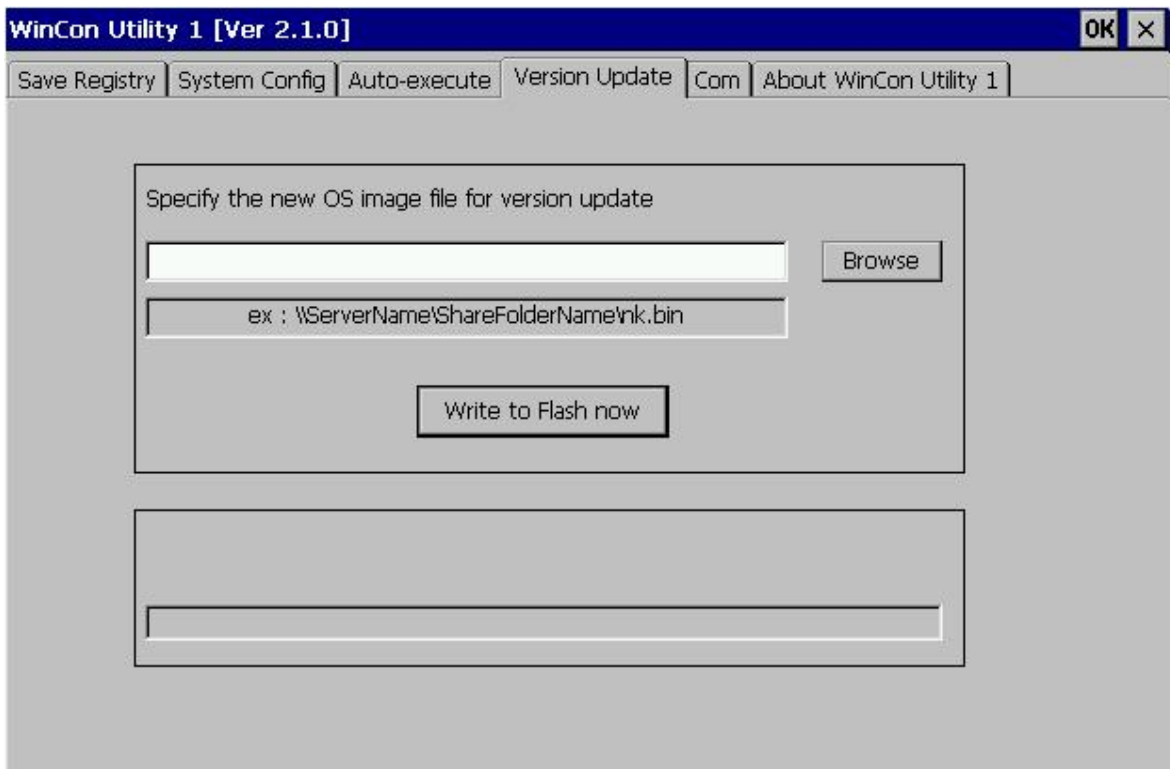 WinCon Utility 1 [Ver 2.1.0] OK ×
Save Registry System Config Auto-execute Version Update Com About WinCon Utility 1
Specify the new OS image file for version update
Browse
ex : \\ServerName\ShareFolderName\nk.bin
Write to Flash now